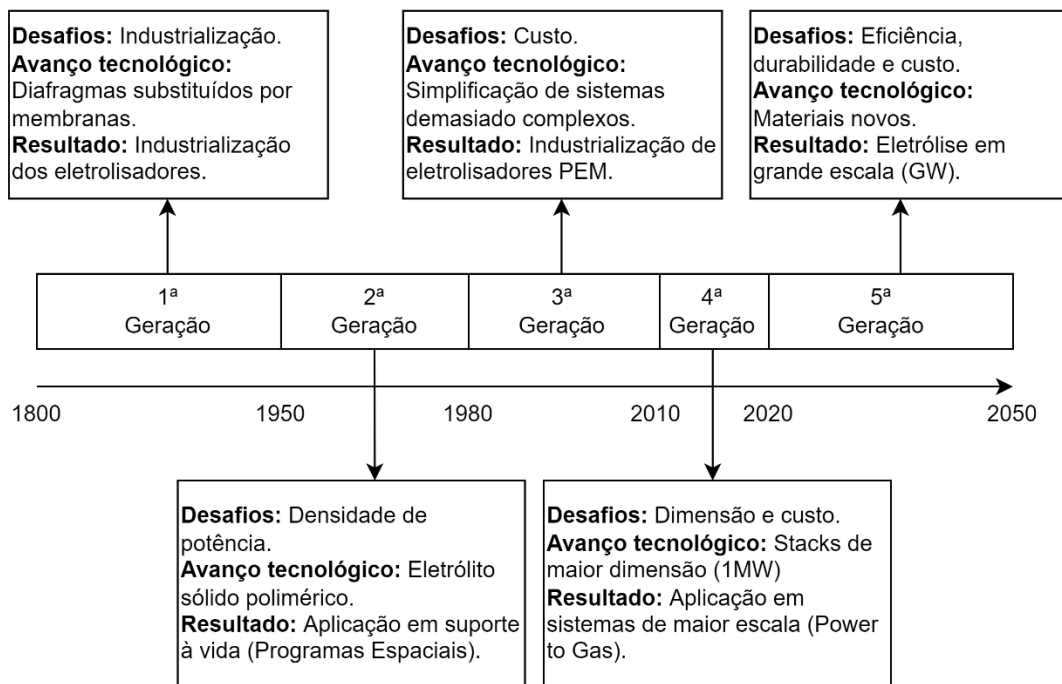 Desafios: Industrialização.
Avanço tecnológico:
Diafragmas substituídos por
membranas.
Resultado: Industrialização
dos eletrolisadores.
Desafios: Custo.
Avanço tecnológico:
Simplificação de sistemas
demasiado complexos.
Resultado: Industrialização de
eletrolisadores PEM.
Desafios: Eficiência,
durabilidade e custo.
Avanço tecnológico:
Materiais novos.
Resultado: Eletrólise em
grande escala (GW).
1ª
Geração
2ª
Geração
3ª
Geração
4ª
Geração
5ª
Geração
1800
1950
1980
2010
2020
2050
Desafios: Densidade de
potência.
Avanço tecnológico: Eletrólito
sólido polimérico.
Resultado: Aplicação em suporte
à vida (Programas Espaciais).
Desafios: Dimensão e custo.
Avanço tecnológico: Stacks de
maior dimensão (1MW)
Resultado: Aplicação em
sistemas de maior escala (Power
to Gas).